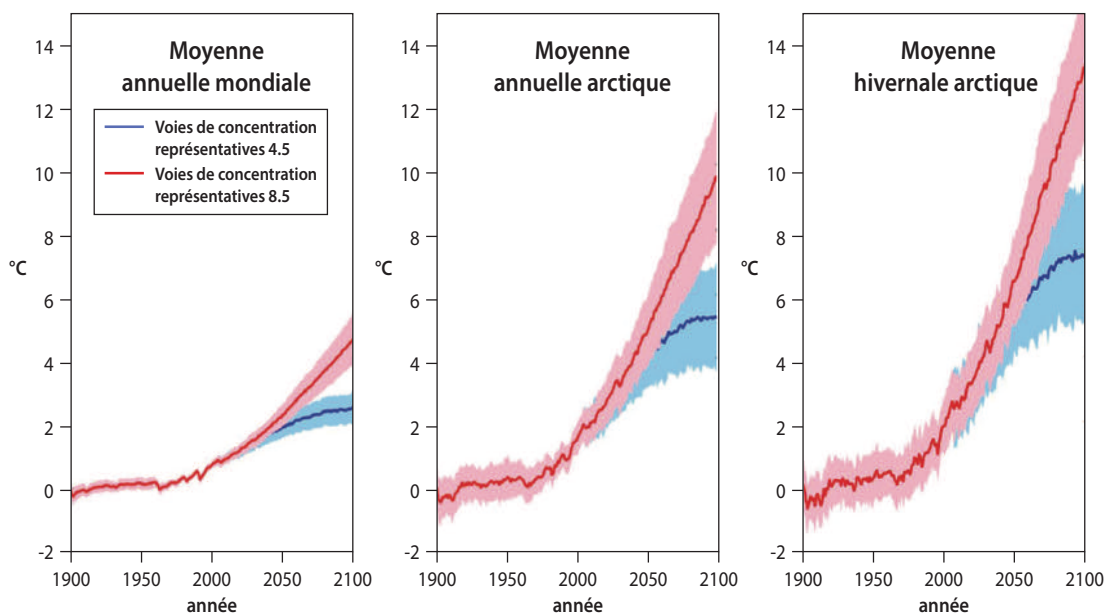 Moyenne
annuelle mondiale
Voies de concentration
représentatives 4.5
Voies de concentration
représentatives 8.5
14
12
10
8
6
4
2
0
-2
°C
1900
1950
2000
2050
2100
année
Moyenne
annuelle arctique
14
12
10
8
6
4
2
0
-2
°C
1900
1950
2000
2050
2100
année
Moyenne
hivernale arctique
14
12
10
8
6
4
2
0
-2
°C
1900
1950
2000
2050
2100
année